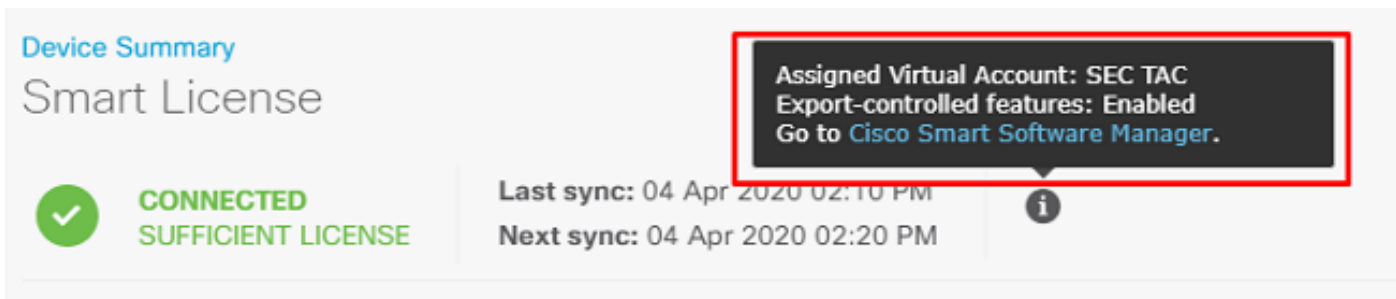 Device Summary
Smart License
Assigned Virtual Account: SEC TAC
Export-controlled features: Enabled
Go to Cisco Smart Software Manager.
CONNECTED
SUFFICIENT LICENSE
Last sync: 04 Apr 2020 02:10 PM
Next sync: 04 Apr 2020 02:20 PM